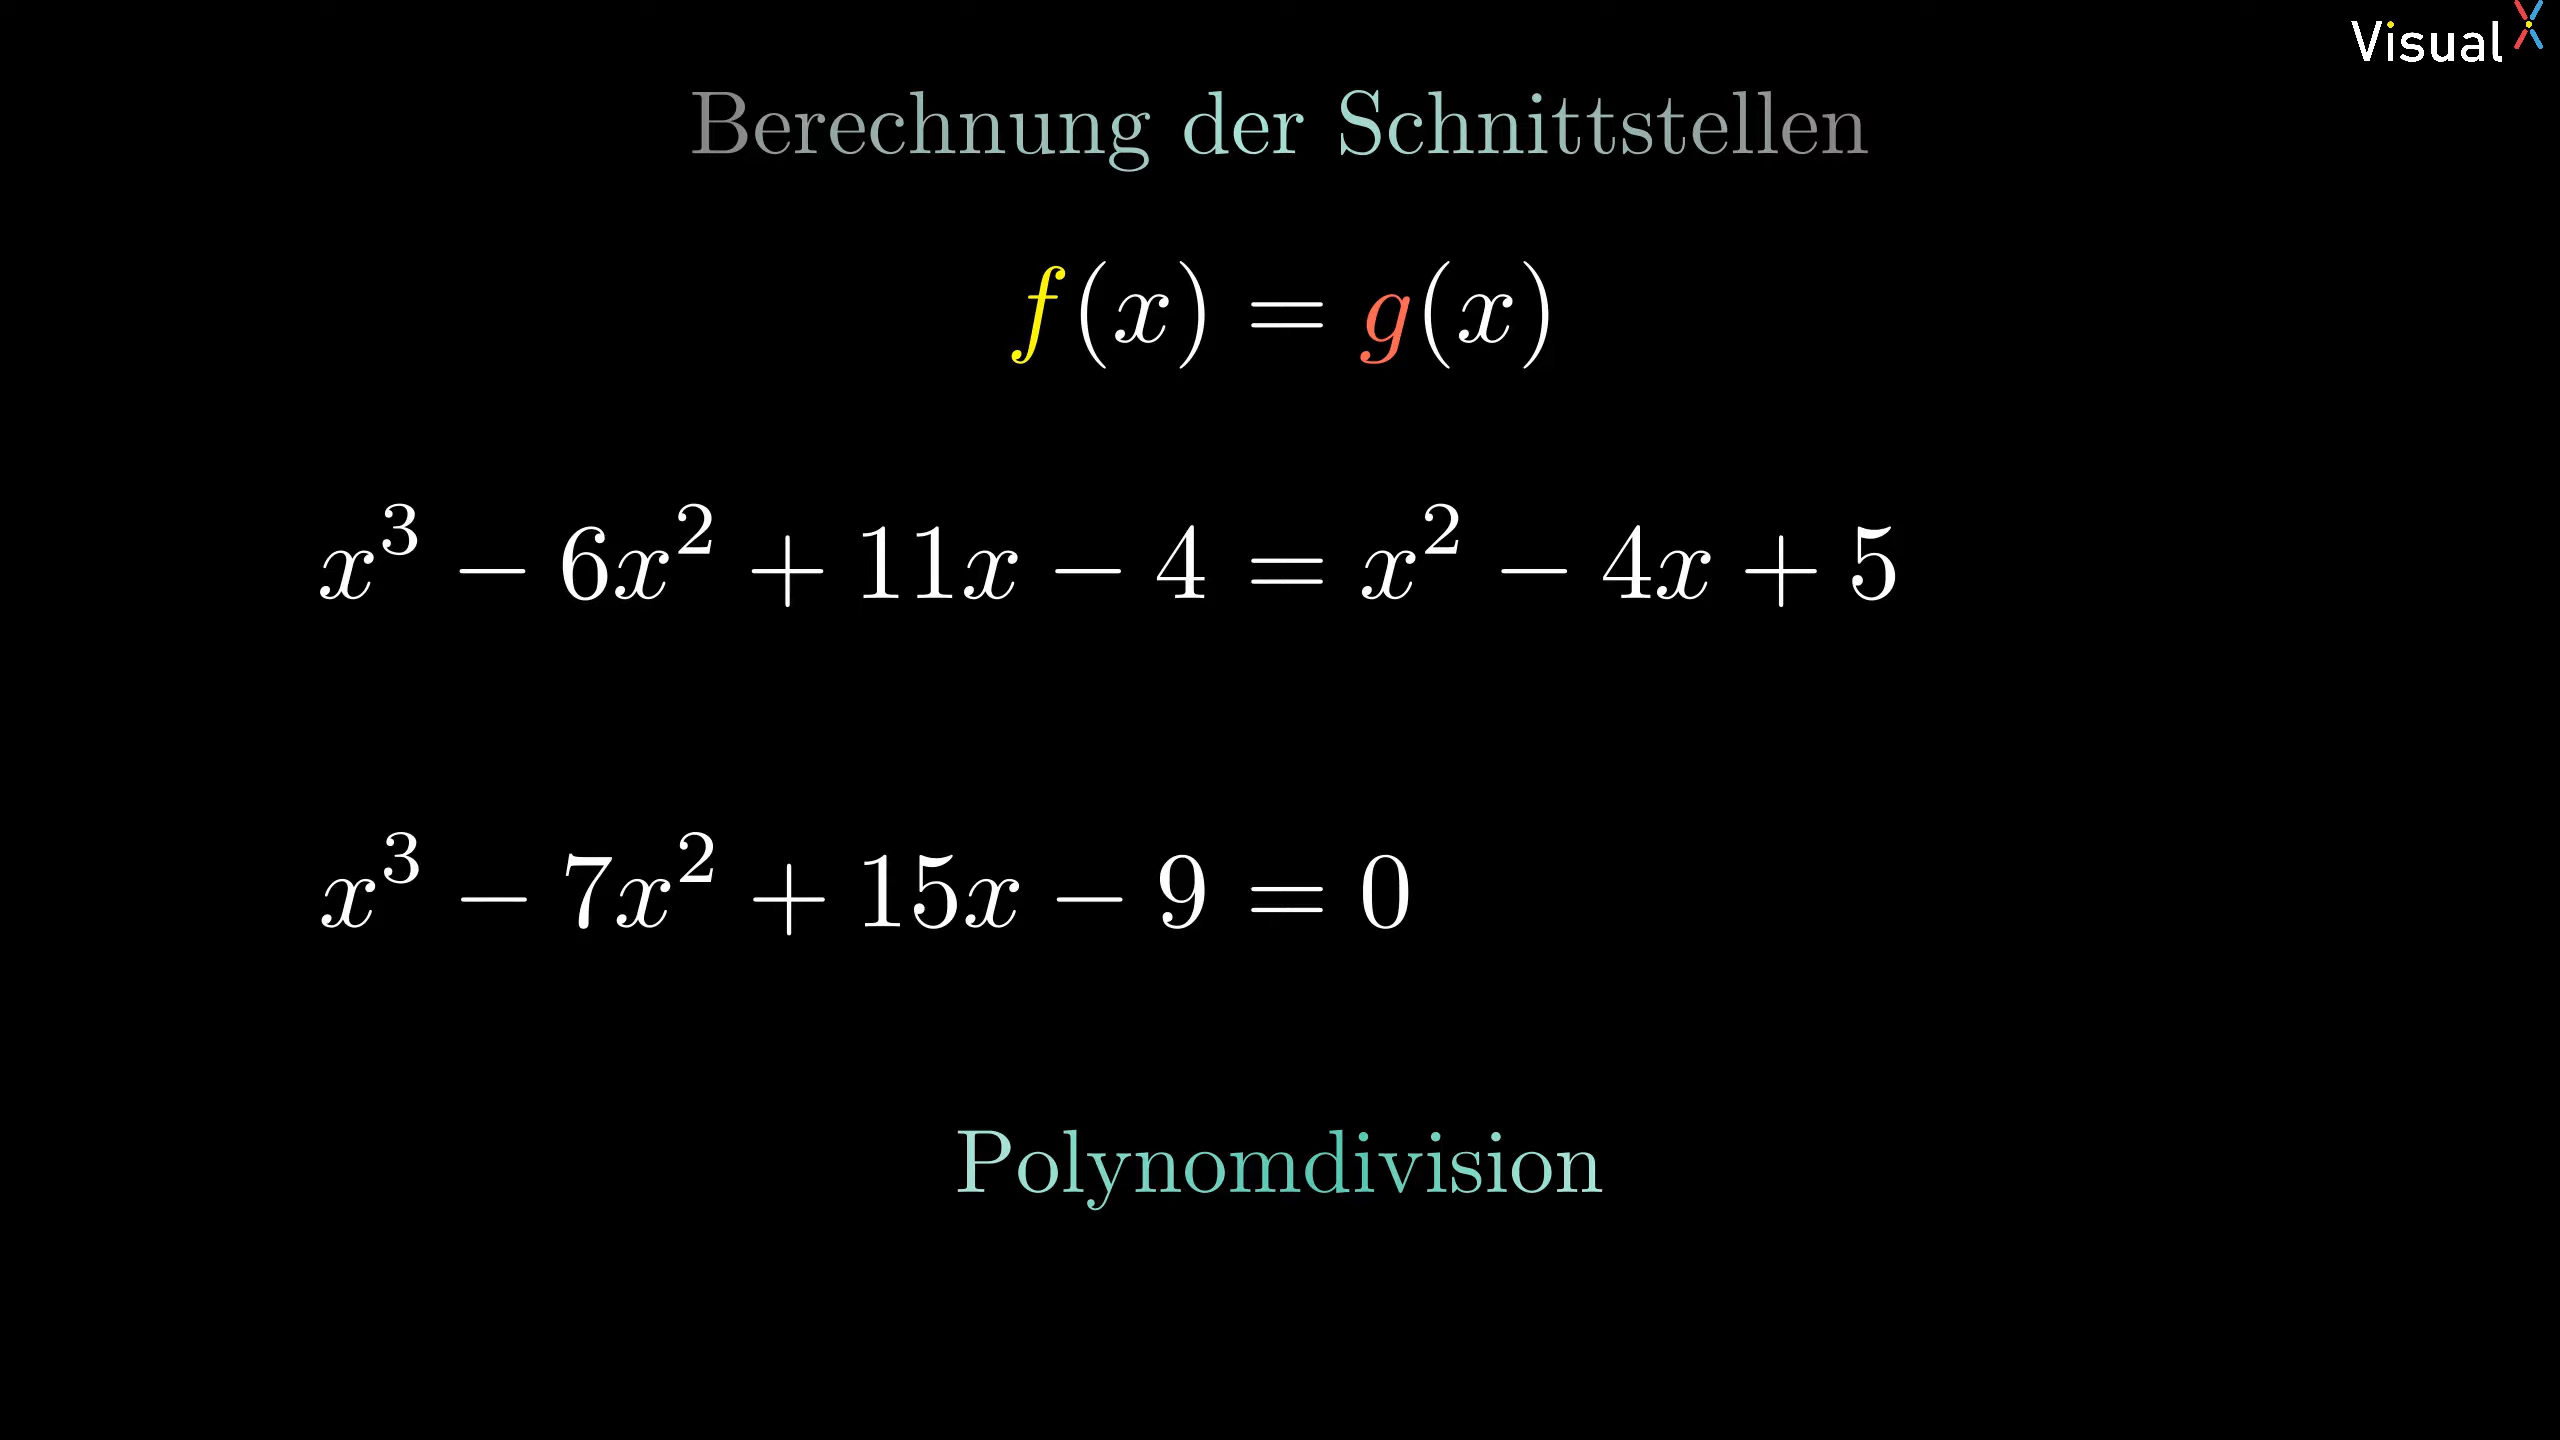 Visual X
Berechnung der Schnittstellen
f(x) = g(x)
x³ − 6x² + 11x − 4 = x² − 4x + 5
x³ − 7x² + 15x − 9 = 0
Polynomdivision